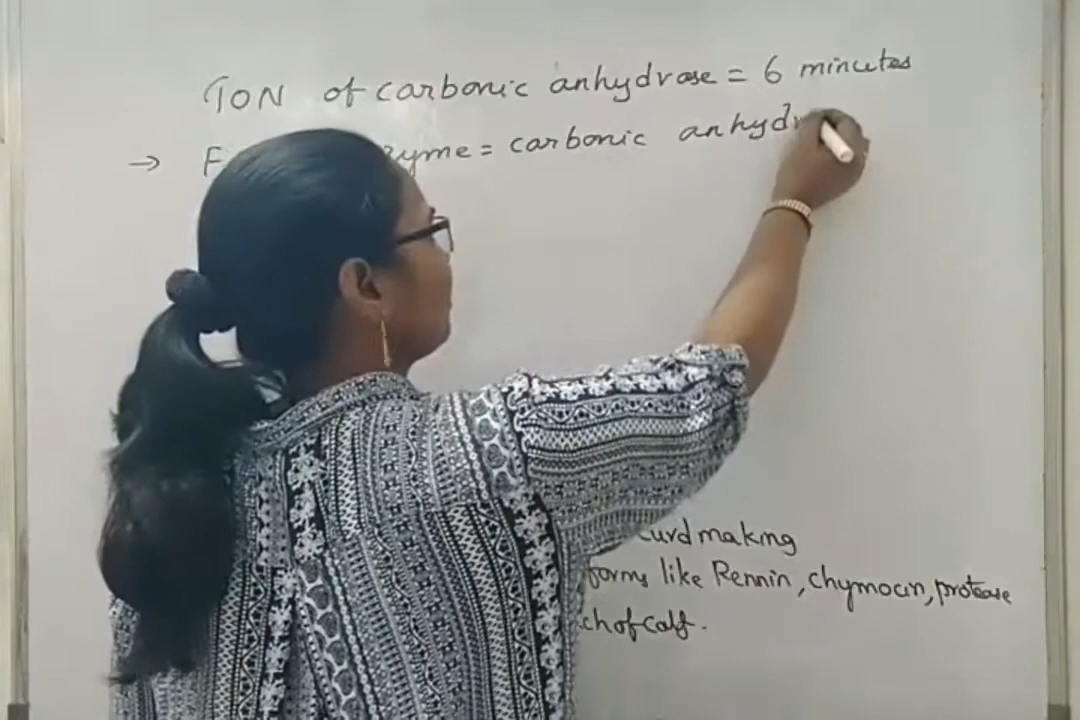 TON of carbonic anhydrase = 6 minutes
→ F yme = carbonic anhyd
curd making
forms like Rennin, chymocin, protease
ch of calf.